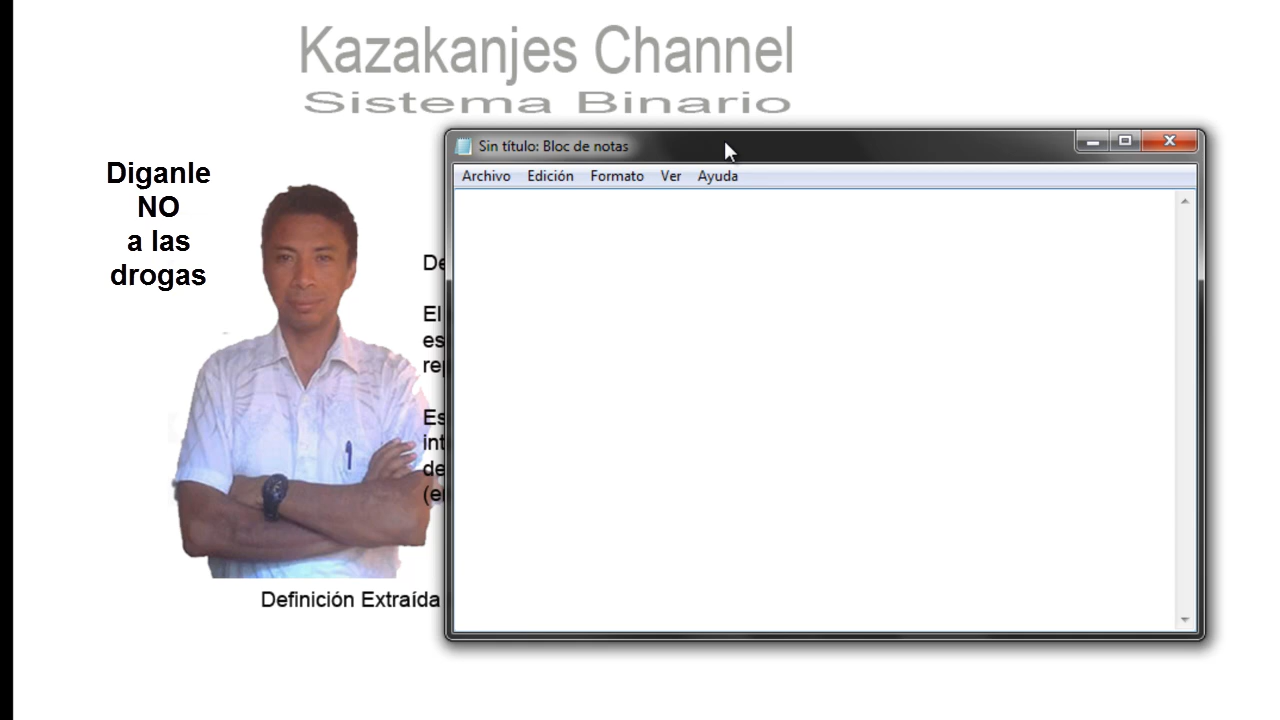 Kazakanjes Channel
Sistema Binario
Sin título: Bloc de notas
Archivo Edición Formato Ver Ayuda
Diganle
NO
a las
drogas
El
Definición Extraída